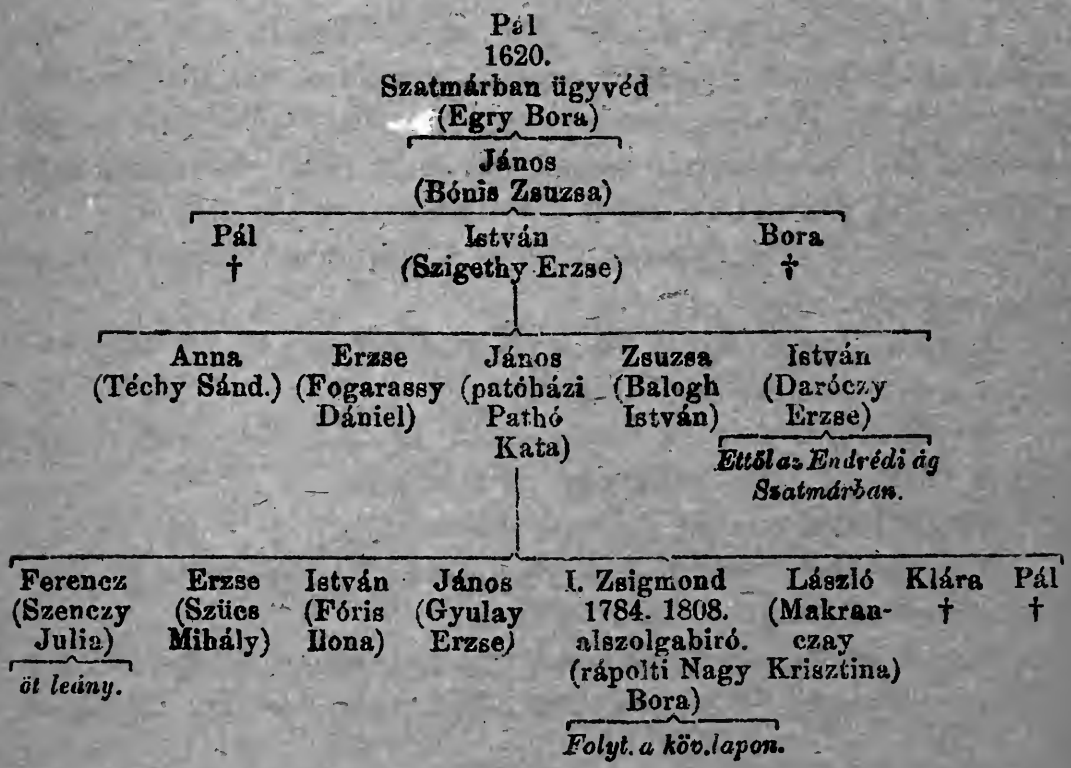 Pál
1620.
Szatmárban ügyvéd
(Egry Bora)
János
(Bónis Zsuzsa)
Pál István Bora
† (Szigethy Erzse) †
Anna Erzse János Zsuzsa István
(Téchy Sánd.) (Fogarassy (patóházi (Balogh (Daróczy
Dániel) Pathó István) Erzse)
Kata) Ettől az Endrédi ág
Szatmárban.
Ferencz Erzse István János I. Zsigmond László Klára Pál
(Szenczy (Szücs (Fóris (Gyulay 1784. 1808. (Makran- † †
Julia) Mihály) Ilona) Erzse) alszolgabiró. czay
öt leány. (rápolti Nagy Krisztina)
Bora)
Folyt. a köv. lapon.